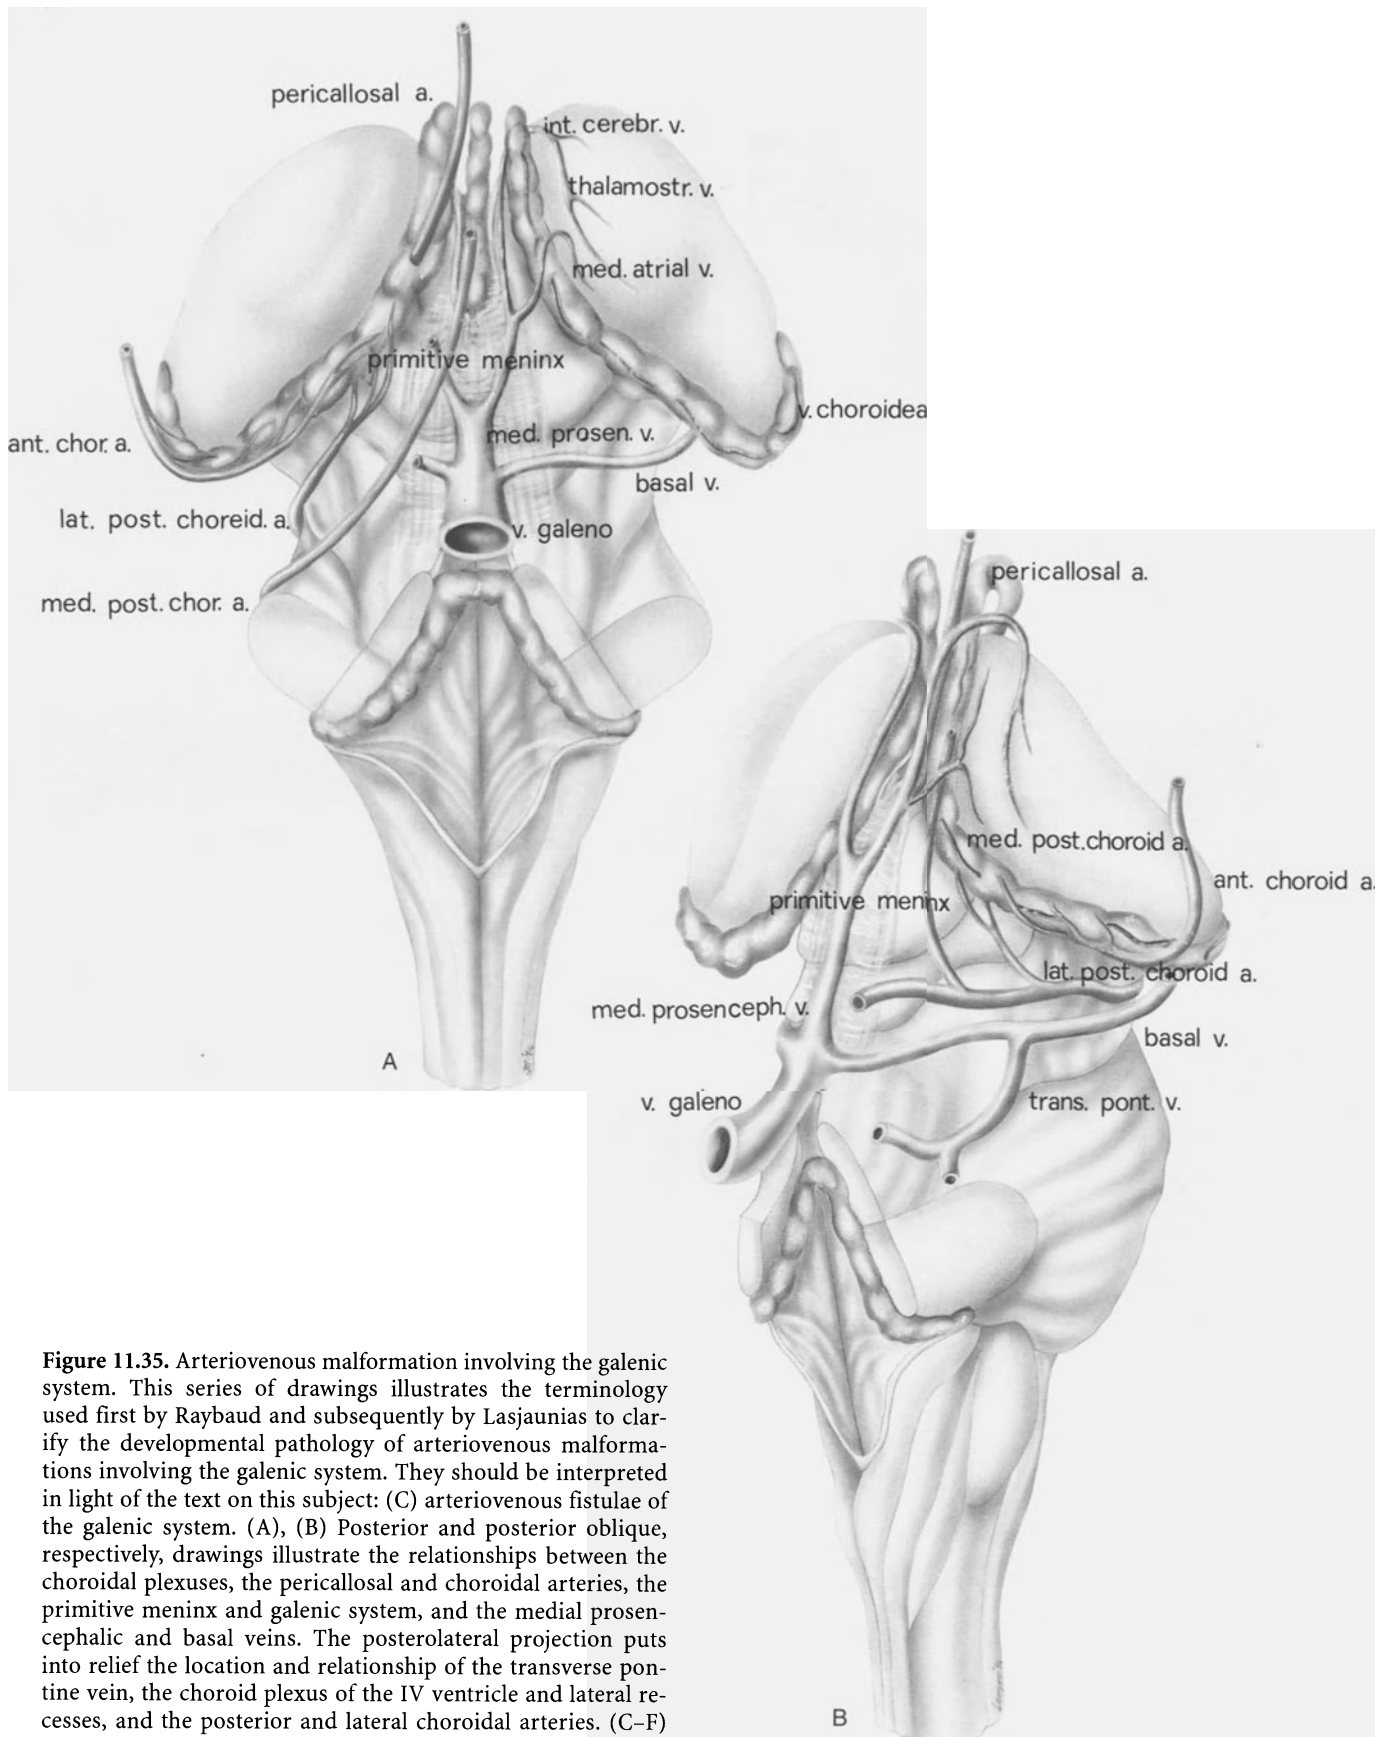 pericallosal a.
int. cerebr. v.
thalamostr. v.
med. atrial v.
primitive meninx
v. choroidea
ant. chor. a.
med. prosen. v.
basal v.
lat. post. choreid. a.
v. galeno
med. post. chor. a.
A
pericallosal a.
med. post. choroid a.
ant. choroid a.
primitive meninx
lat. post. choroid a.
med. prosenceph. v.
basal v.
v. galeno
trans. pont. v.
B
Figure 11.35. Arteriovenous malformation involving the galenic
system. This series of drawings illustrates the terminology
used first by Raybaud and subsequently by Lasjaunias to clar-
ify the developmental pathology of arteriovenous malforma-
tions involving the galenic system. They should be interpreted
in light of the text on this subject: (C) arteriovenous fistulae of
the galenic system. (A), (B) Posterior and posterior oblique,
respectively, drawings illustrate the relationships between the
choroidal plexuses, the pericallosal and choroidal arteries, the
primitive meninx and galenic system, and the medial prosen-
cephalic and basal veins. The posterolateral projection puts
into relief the location and relationship of the transverse pon-
tine vein, the choroid plexus of the IV ventricle and lateral re-
cesses, and the posterior and lateral choroidal arteries. (C–F)